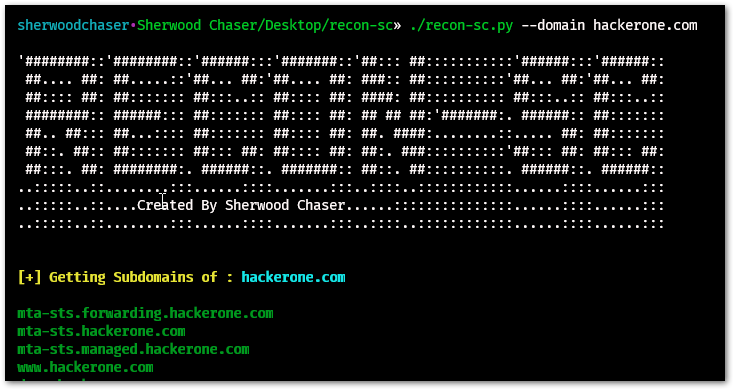 sherwoodchaser•Sherwood Chaser/Desktop/recon-sc» ./recon-sc.py --domain hackerone.com
RECON-SC
Created By Sherwood Chaser
[+] Getting Subdomains of : hackerone.com
mta-sts.forwarding.hackerone.com
mta-sts.hackerone.com
mta-sts.managed.hackerone.com
www.hackerone.com